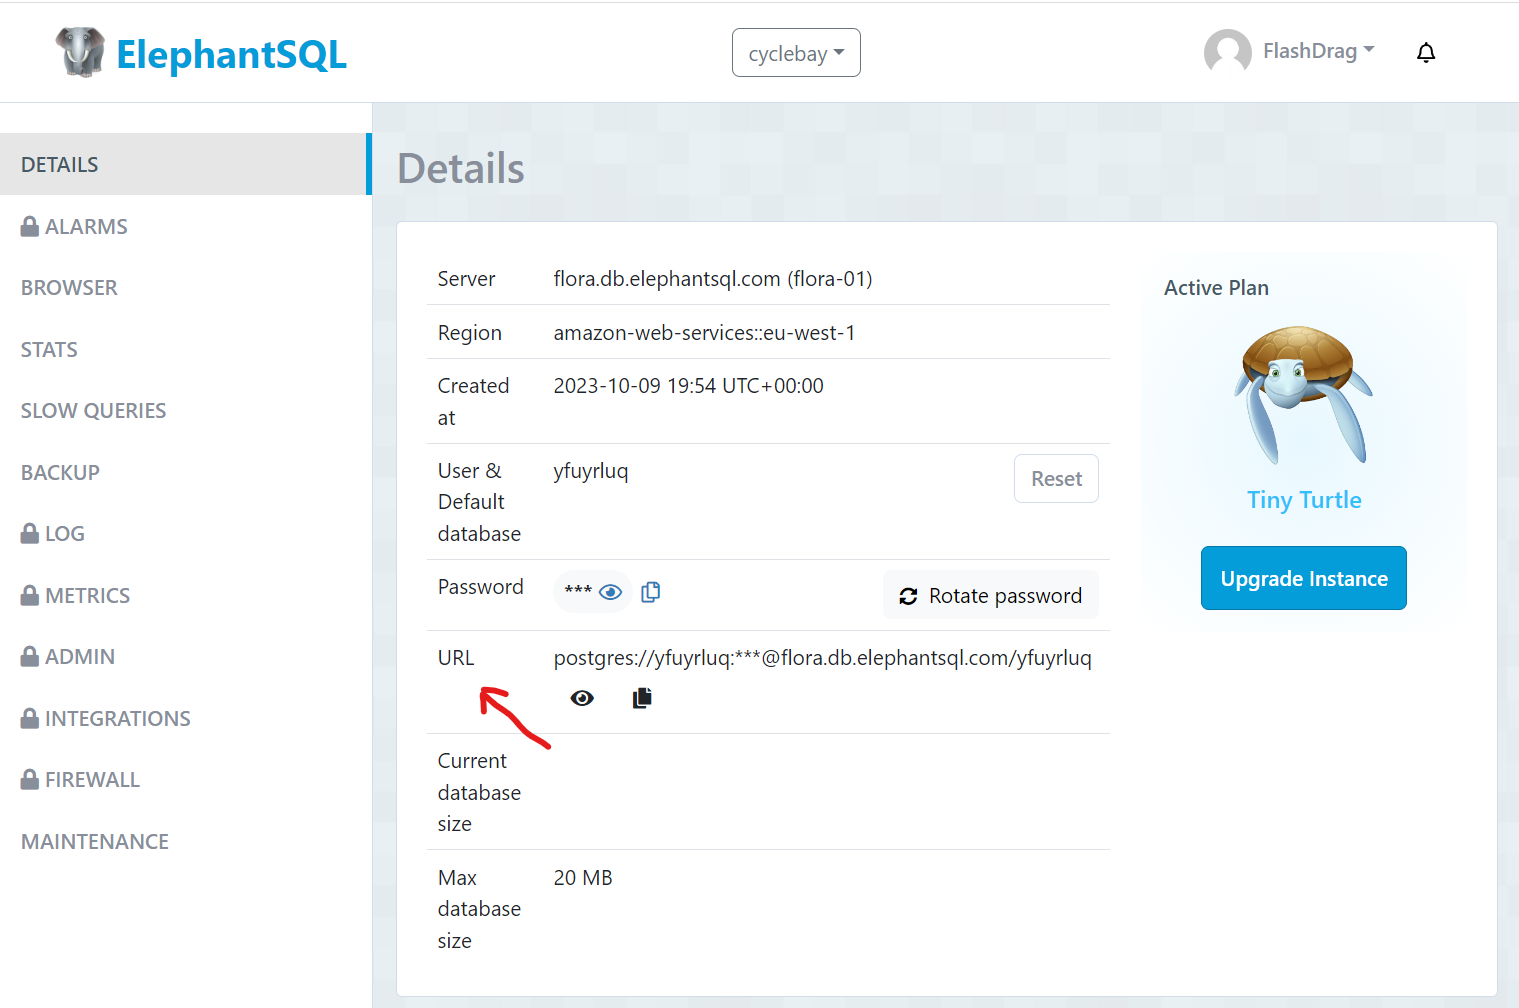 ElephantSQL
cyclebay
FlashDrag
DETAILS
ALARMS
BROWSER
STATS
SLOW QUERIES
BACKUP
LOG
METRICS
ADMIN
INTEGRATIONS
FIREWALL
MAINTENANCE
Details
Server flora.db.elephantsql.com (flora-01)
Region amazon-web-services::eu-west-1
Created at 2023-10-09 19:54 UTC+00:00
User &
Default
database
yfuyrluq
Reset
Password *** Rotate password
URL postgres://yfuyrluq:***@flora.db.elephantsql.com/yfuyrluq
Current
database
size
Max
database
size
20 MB
Active Plan
Tiny Turtle
Upgrade Instance